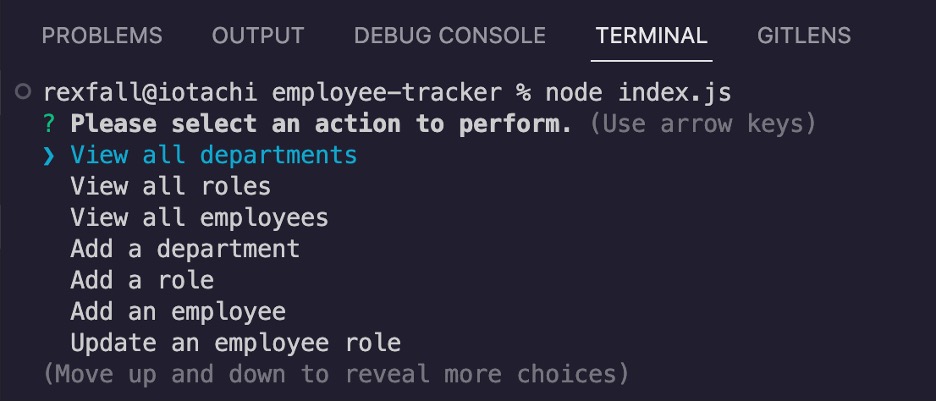 PROBLEMS OUTPUT DEBUG CONSOLE TERMINAL GITLENS
rexfall@iotachi employee-tracker % node index.js
? Please select an action to perform. (Use arrow keys)
❯ View all departments
View all roles
View all employees
Add a department
Add a role
Add an employee
Update an employee role
(Move up and down to reveal more choices)